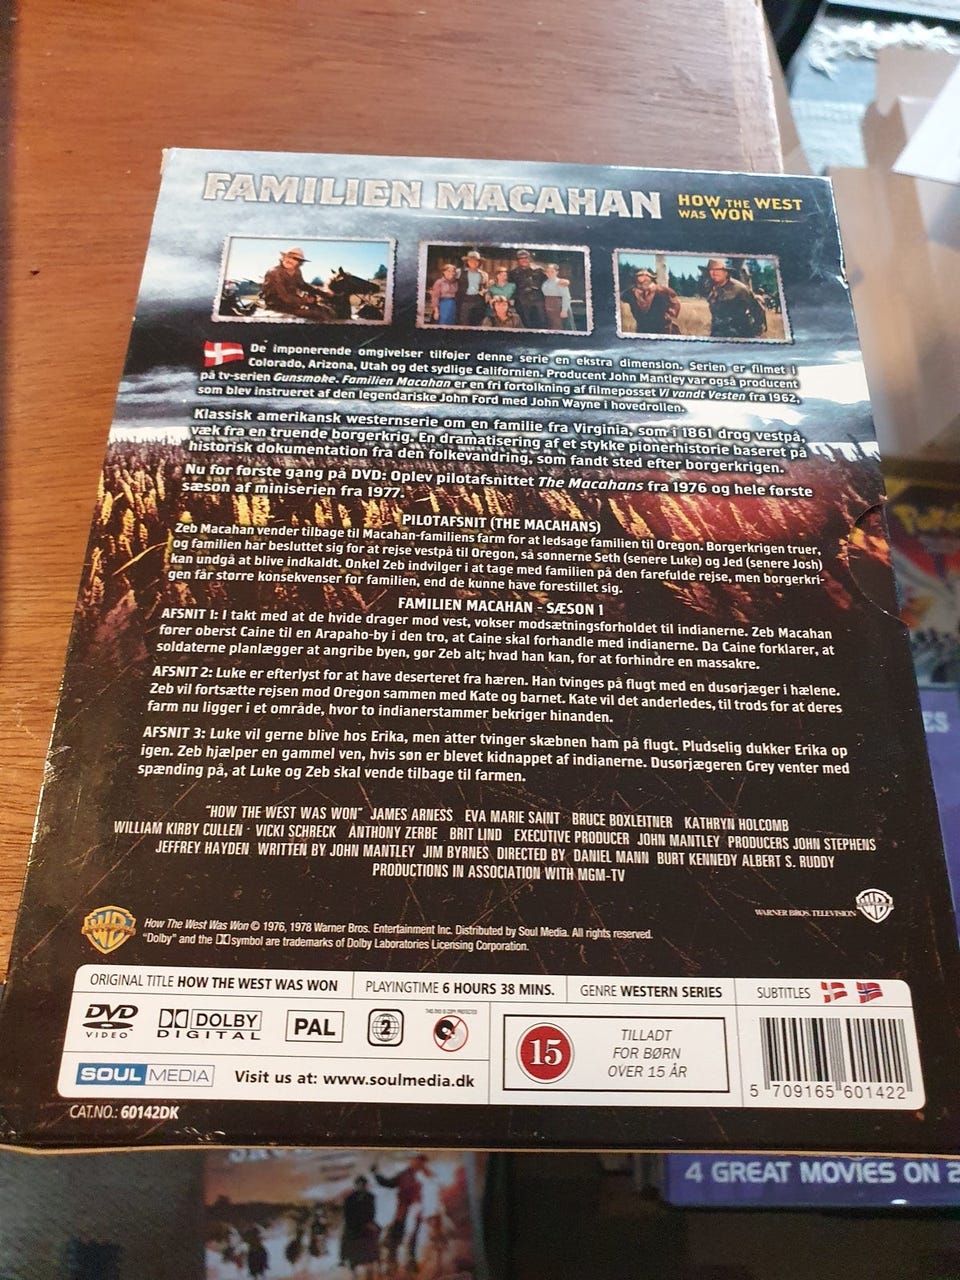 FAMILIEN MACAHAN HOW THE WEST
WAS WON
De imponerende omgivelser tilføjer denne serie en ekstra dimension. Serien er filmet i
Colorado, Arizona, Utah og det sydlige Californien. Producent John Mantley var også producent
på tv-serien Gunsmoke. Familien Macahan er en fri fortolkning af filmeposset Vi vandt Vesten fra 1962,
som blev instrueret af den legendariske John Ford med John Wayne i hovedrollen.
Klassisk amerikansk westernserie om en familie fra Virginia, som i 1861 drog vestpå,
væk fra en truende borgerkrig. En dramatisering af et stykke pionerhistorie baseret på
historisk dokumentation fra den folkevandring, som fandt sted efter borgerkrigen.
Nu for første gang på DVD: Oplev pilotafsnittet The Macahans fra 1976 og hele første
sæson af miniserien fra 1977.
PILOTAFSNIT (THE MACAHANS)
Zeb Macahan vender tilbage til Macahan-familiens farm for at ledsage familien til Oregon. Borgerkrigen truer,
og familien har besluttet sig for at rejse vestpå til Oregon, så sønnerne Seth (senere Luke) og Jed (senere Josh)
kan undgå at blive indkaldt. Onkel Zeb indvilger i at tage med familien på den farefulde rejse, men borgerkri-
gen får større konsekvenser for familien, end de kunne have forestillet sig.
FAMILIEN MACAHAN - SÆSON 1
AFSNIT 1: I takt med at de hvide drager mod vest, vokser modsætningsforholdet til indianerne. Zeb Macahan
fører oberst Caine til en Arapaho-by i den tro, at Caine skal forhandle med indianerne. Da Caine forklarer, at
soldaterne planlægger at angribe byen, gør Zeb alt, hvad han kan, for at forhindre en massakre.
AFSNIT 2: Luke er efterlyst for at have deserteret fra hæren. Han tvinges på flugt med en dusørjæger i hælene.
Zeb vil fortsætte rejsen mod Oregon sammen med Kate og barnet. Kate vil det anderledes, til trods for at deres
farm nu ligger i et område, hvor to indianerstammer bekriger hinanden.
AFSNIT 3: Luke vil gerne blive hos Erika, men atter tvinger skæbnen ham på flugt. Pludselig dukker Erika op
igen. Zeb hjælper en gammel ven, hvis søn er blevet kidnappet af indianerne. Dusørjægeren Grey venter med
spænding på, at Luke og Zeb skal vende tilbage til farmen.
"HOW THE WEST WAS WON" JAMES ARNESS EVA MARIE SAINT BRUCE BOXLEITNER KATHRYN HOLCOMB
WILLIAM KIRBY CULLEN · VICKI SCHRECK ANTHONY ZERBE BRIT LIND EXECUTIVE PRODUCER JOHN MANTLEY PRODUCERS JOHN STEPHENS
JEFFREY HAYDEN WRITTEN BY JOHN MANTLEY JIM BYRNES DIRECTED BY DANIEL MANN BURT KENNEDY ALBERT S. RUDDY
PRODUCTIONS IN ASSOCIATION WITH MGM-TV
WARNER BROS. TELEVISION
How The West Was Won © 1976, 1978 Warner Bros. Entertainment Inc. Distributed by Soul Media. All rights reserved.
"Dolby" and the DD symbol are trademarks of Dolby Laboratories Licensing Corporation.
ORIGINAL TITLE HOW THE WEST WAS WON PLAYINGTIME 6 HOURS 38 MINS. GENRE WESTERN SERIES SUBTITLES
DVD VIDEO DOLBY DIGITAL PAL 2 THIS DVD IS COPY PROTECTED
15 TILLADT
FOR BØRN
OVER 15 ÅR
SOUL MEDIA Visit us at: www.soulmedia.dk
5 709165 601422
CAT.NO.: 60142DK
4 GREAT MOVIES ON 2